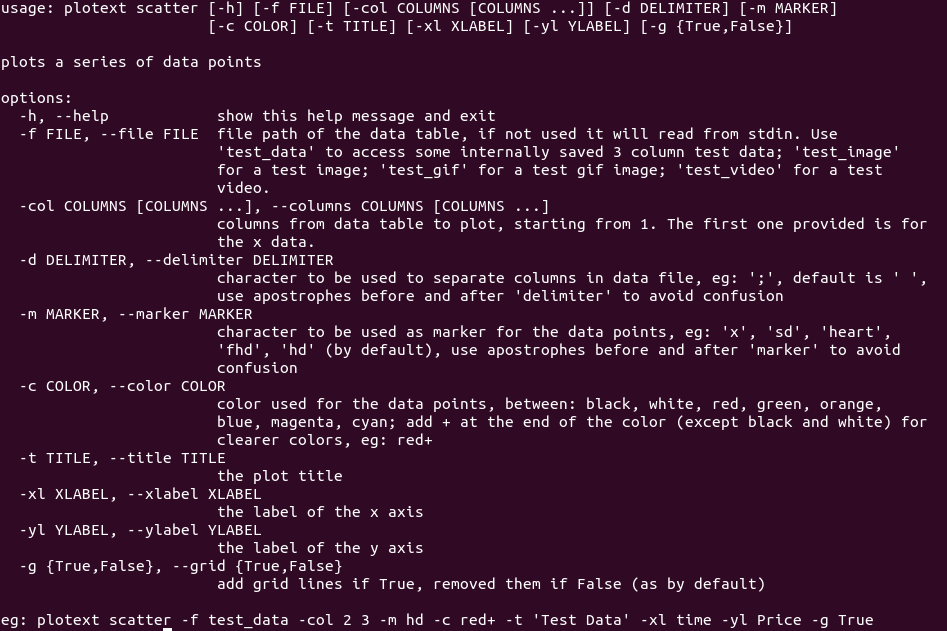 usage: plotext scatter [-h] [-f FILE] [-col COLUMNS [COLUMNS ...]] [-d DELIMITER] [-m MARKER]
[-c COLOR] [-t TITLE] [-xl XLABEL] [-yl YLABEL] [-g {True,False}]
plots a series of data points
options:
-h, --help show this help message and exit
-f FILE, --file FILE file path of the data table, if not used it will read from stdin. Use
'test_data' to access some internally saved 3 column test data; 'test_image'
for a test image; 'test_gif' for a test gif image; 'test_video' for a test
video.
-col COLUMNS [COLUMNS ...], --columns COLUMNS [COLUMNS ...]
columns from data table to plot, starting from 1. The first one provided is for
the x data.
-d DELIMITER, --delimiter DELIMITER
character to be used to separate columns in data file, eg: ';', default is ' ',
use apostrophes before and after 'delimiter' to avoid confusion
-m MARKER, --marker MARKER
character to be used as marker for the data points, eg: 'x', 'sd', 'heart',
'fhd', 'hd' (by default), use apostrophes before and after 'marker' to avoid
confusion
-c COLOR, --color COLOR
color used for the data points, between: black, white, red, green, orange,
blue, magenta, cyan; add + at the end of the color (except black and white) for
clearer colors, eg: red+
-t TITLE, --title TITLE
the plot title
-xl XLABEL, --xlabel XLABEL
the label of the x axis
-yl YLABEL, --ylabel YLABEL
the label of the y axis
-g {True,False}, --grid {True,False}
add grid lines if True, removed them if False (as by default)
eg: plotext scatter -f test_data -col 2 3 -m hd -c red+ -t 'Test Data' -xl time -yl Price -g True